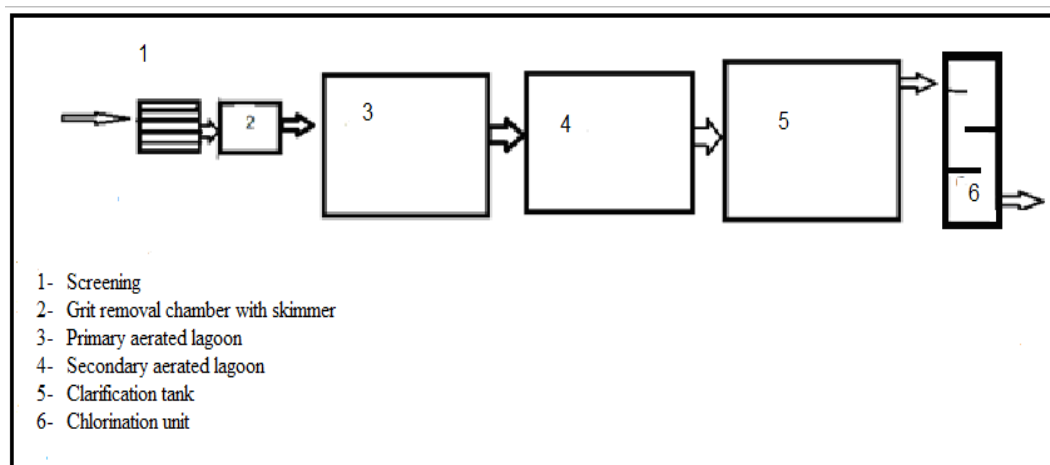 1
2
3
4
5
6
1- Screening
2- Grit removal chamber with skimmer
3- Primary aerated lagoon
4- Secondary aerated lagoon
5- Clarification tank
6- Chlorination unit